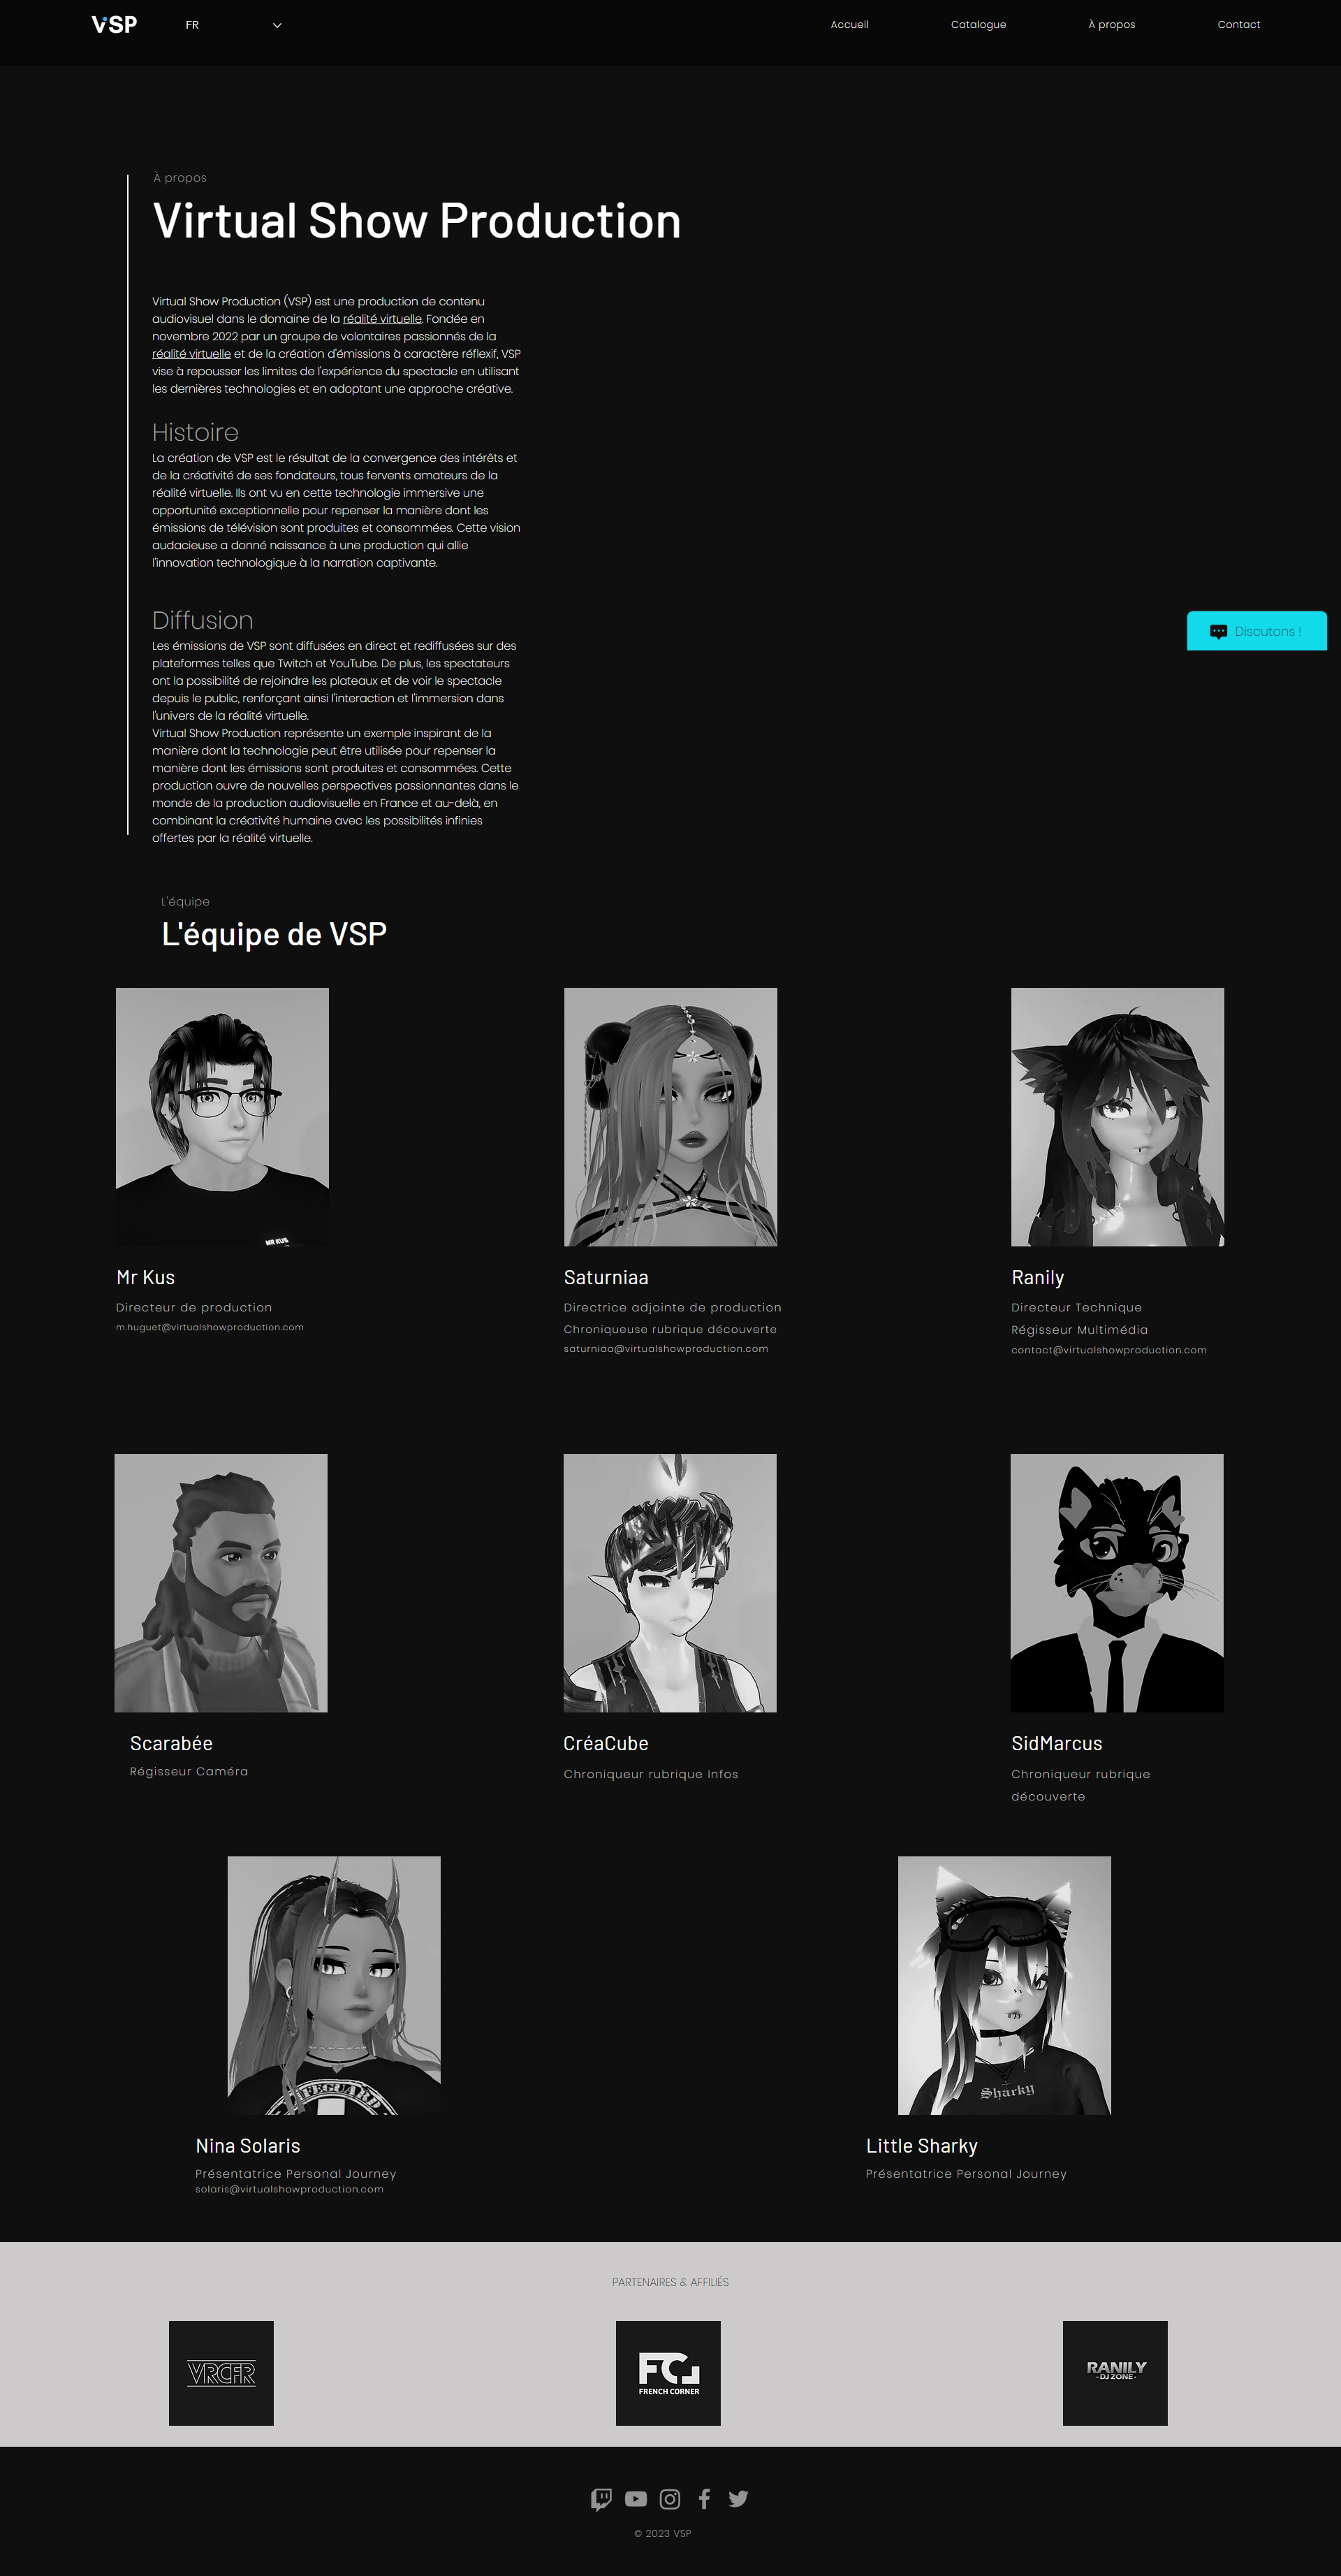 VSP
FR
Accueil
Catalogue
À propos
Contact
À propos
Virtual Show Production
Virtual Show Production (VSP) est une production de contenu
audiovisuel dans le domaine de la réalité virtuelle. Fondée en
novembre 2022 par un groupe de volontaires passionnés de la
réalité virtuelle et de la création d'émissions à caractère réflexif, VSP
vise à repousser les limites de l'expérience du spectacle en utilisant
les dernières technologies et en adoptant une approche créative.
Histoire
La création de VSP est le résultat de la convergence des intérêts et
de la créativité de ses fondateurs, tous fervents amateurs de la
réalité virtuelle. Ils ont vu en cette technologie immersive une
opportunité exceptionnelle pour repenser la manière dont les
émissions de télévision sont produites et consommées. Cette vision
audacieuse a donné naissance à une production qui allie
l'innovation technologique à la narration captivante.
Diffusion
Les émissions de VSP sont diffusées en direct et rediffusées sur des
plateformes telles que Twitch et YouTube. De plus, les spectateurs
ont la possibilité de rejoindre les plateaux et de voir le spectacle
depuis le public, renforçant ainsi l'interaction et l'immersion dans
l'univers de la réalité virtuelle.
Virtual Show Production représente un exemple inspirant de la
manière dont la technologie peut être utilisée pour repenser la
manière dont les émissions sont produites et consommées. Cette
production ouvre de nouvelles perspectives passionnantes dans le
monde de la production audiovisuelle en France et au-delà, en
combinant la créativité humaine avec les possibilités infinies
offertes par la réalité virtuelle.
Discutons !
L'équipe
L'équipe de VSP
MR KUS
Mr Kus
Directeur de production
m.huguet@virtualshowproduction.com
Saturniaa
Directrice adjointe de production
Chroniqueuse rubrique découverte
saturniaa@virtualshowproduction.com
Ranily
Directeur Technique
Régisseur Multimédia
contact@virtualshowproduction.com
Scarabée
Régisseur Caméra
CréaCube
Chroniqueur rubrique Infos
SidMarcus
Chroniqueur rubrique
découverte
Sharky
Nina Solaris
Présentatrice Personal Journey
solaris@virtualshowproduction.com
Little Sharky
Présentatrice Personal Journey
PARTENAIRES & AFFILIÉS
VRCFR
FC
FRENCH CORNER
RANILY
-DJ ZONE-
© 2023 VSP